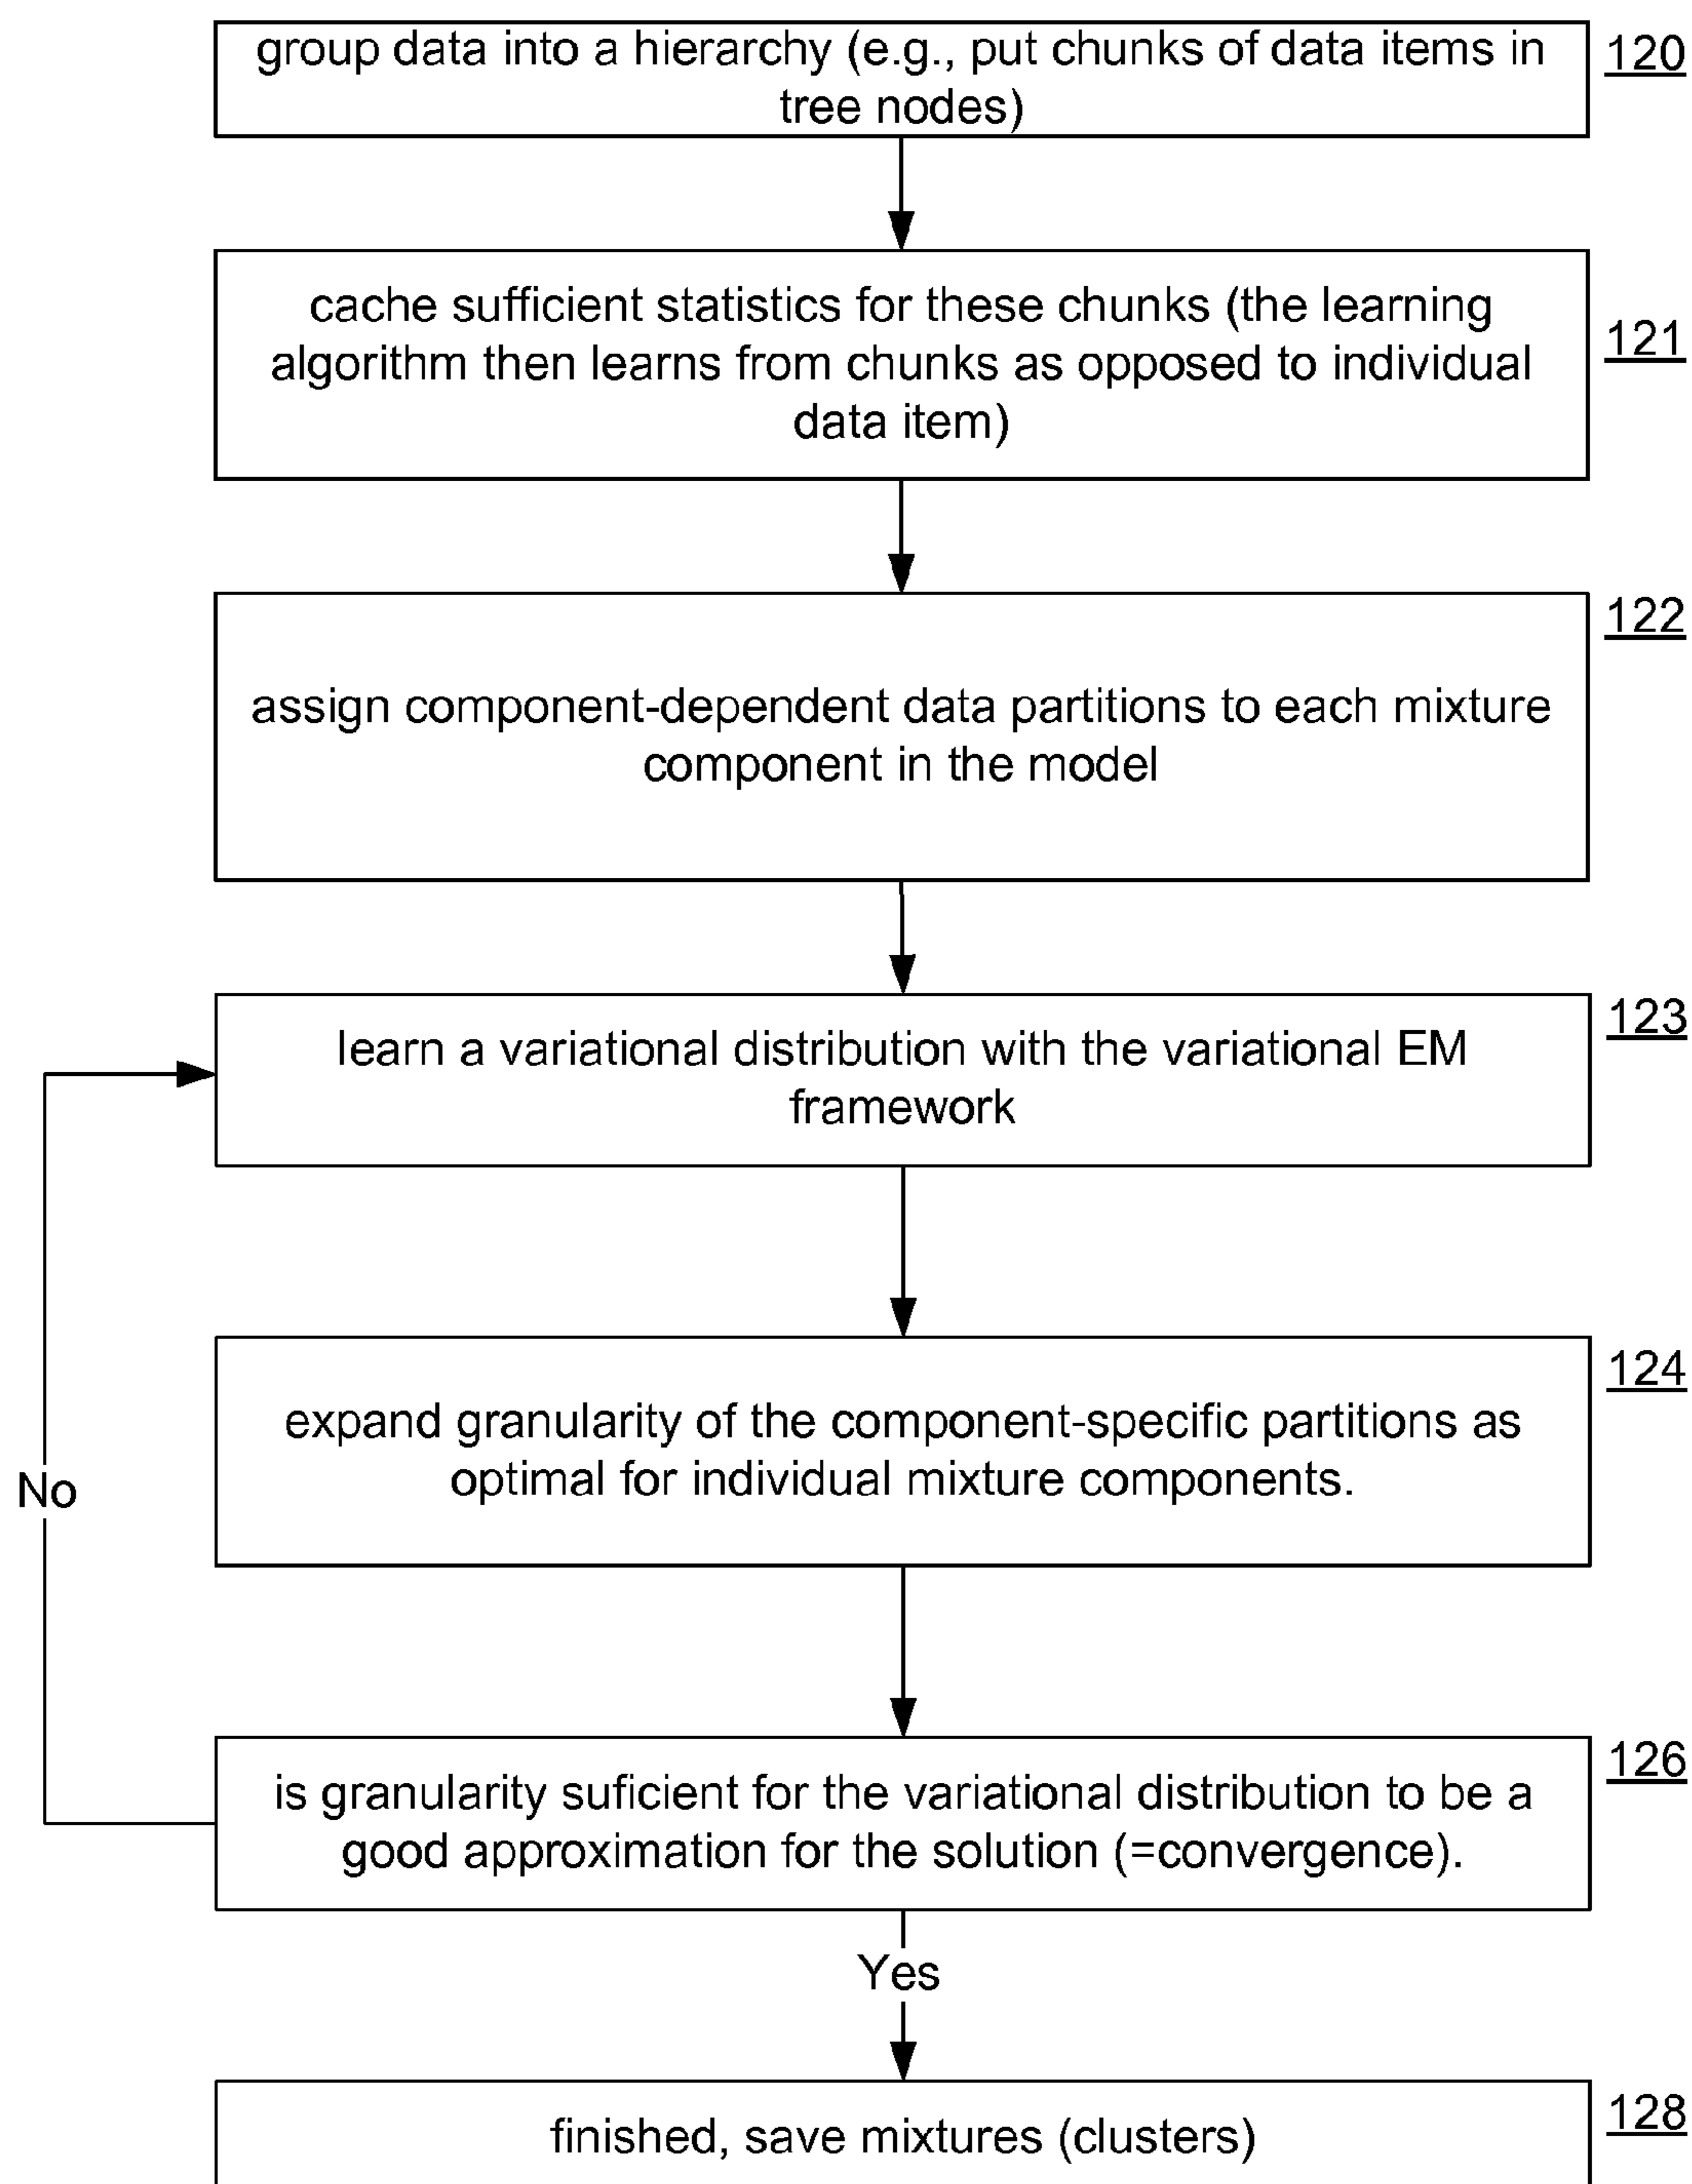 group data into a hierarchy (e.g., put chunks of data items in
tree nodes)
120
cache sufficient statistics for these chunks (the learning
algorithm then learns from chunks as opposed to individual
data item)
121
122
assign component-dependent data partitions to each mixture
component in the model
123
learn a variational distribution with the variational EM
framework
124
expand granularity of the component-specific partitions as
optimal for individual mixture components.
No
126
is granularity suficient for the variational distribution to be a
good approximation for the solution (=convergence).
Yes
128
finished, save mixtures (clusters)